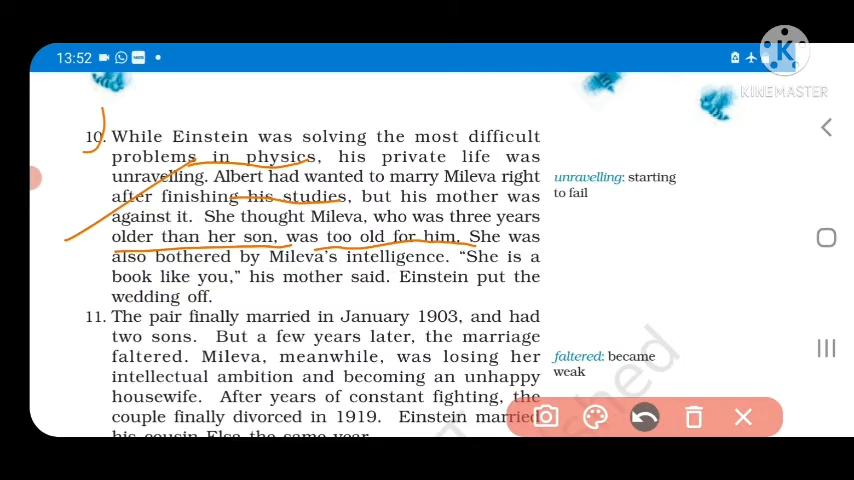 13:52
K
KINEMASTER
10. While Einstein was solving the most difficult
problems in physics, his private life was
unravelling. Albert had wanted to marry Mileva right
after finishing his studies, but his mother was
against it. She thought Mileva, who was three years
older than her son, was too old for him. She was
also bothered by Mileva's intelligence. “She is a
book like you,” his mother said. Einstein put the
wedding off.
unravelling: starting
to fail
11. The pair finally married in January 1903, and had
two sons. But a few years later, the marriage
faltered. Mileva, meanwhile, was losing her
intellectual ambition and becoming an unhappy
housewife. After years of constant fighting, the
couple finally divorced in 1919. Einstein married
his cousin Elsa the same year.
faltered: became
weak